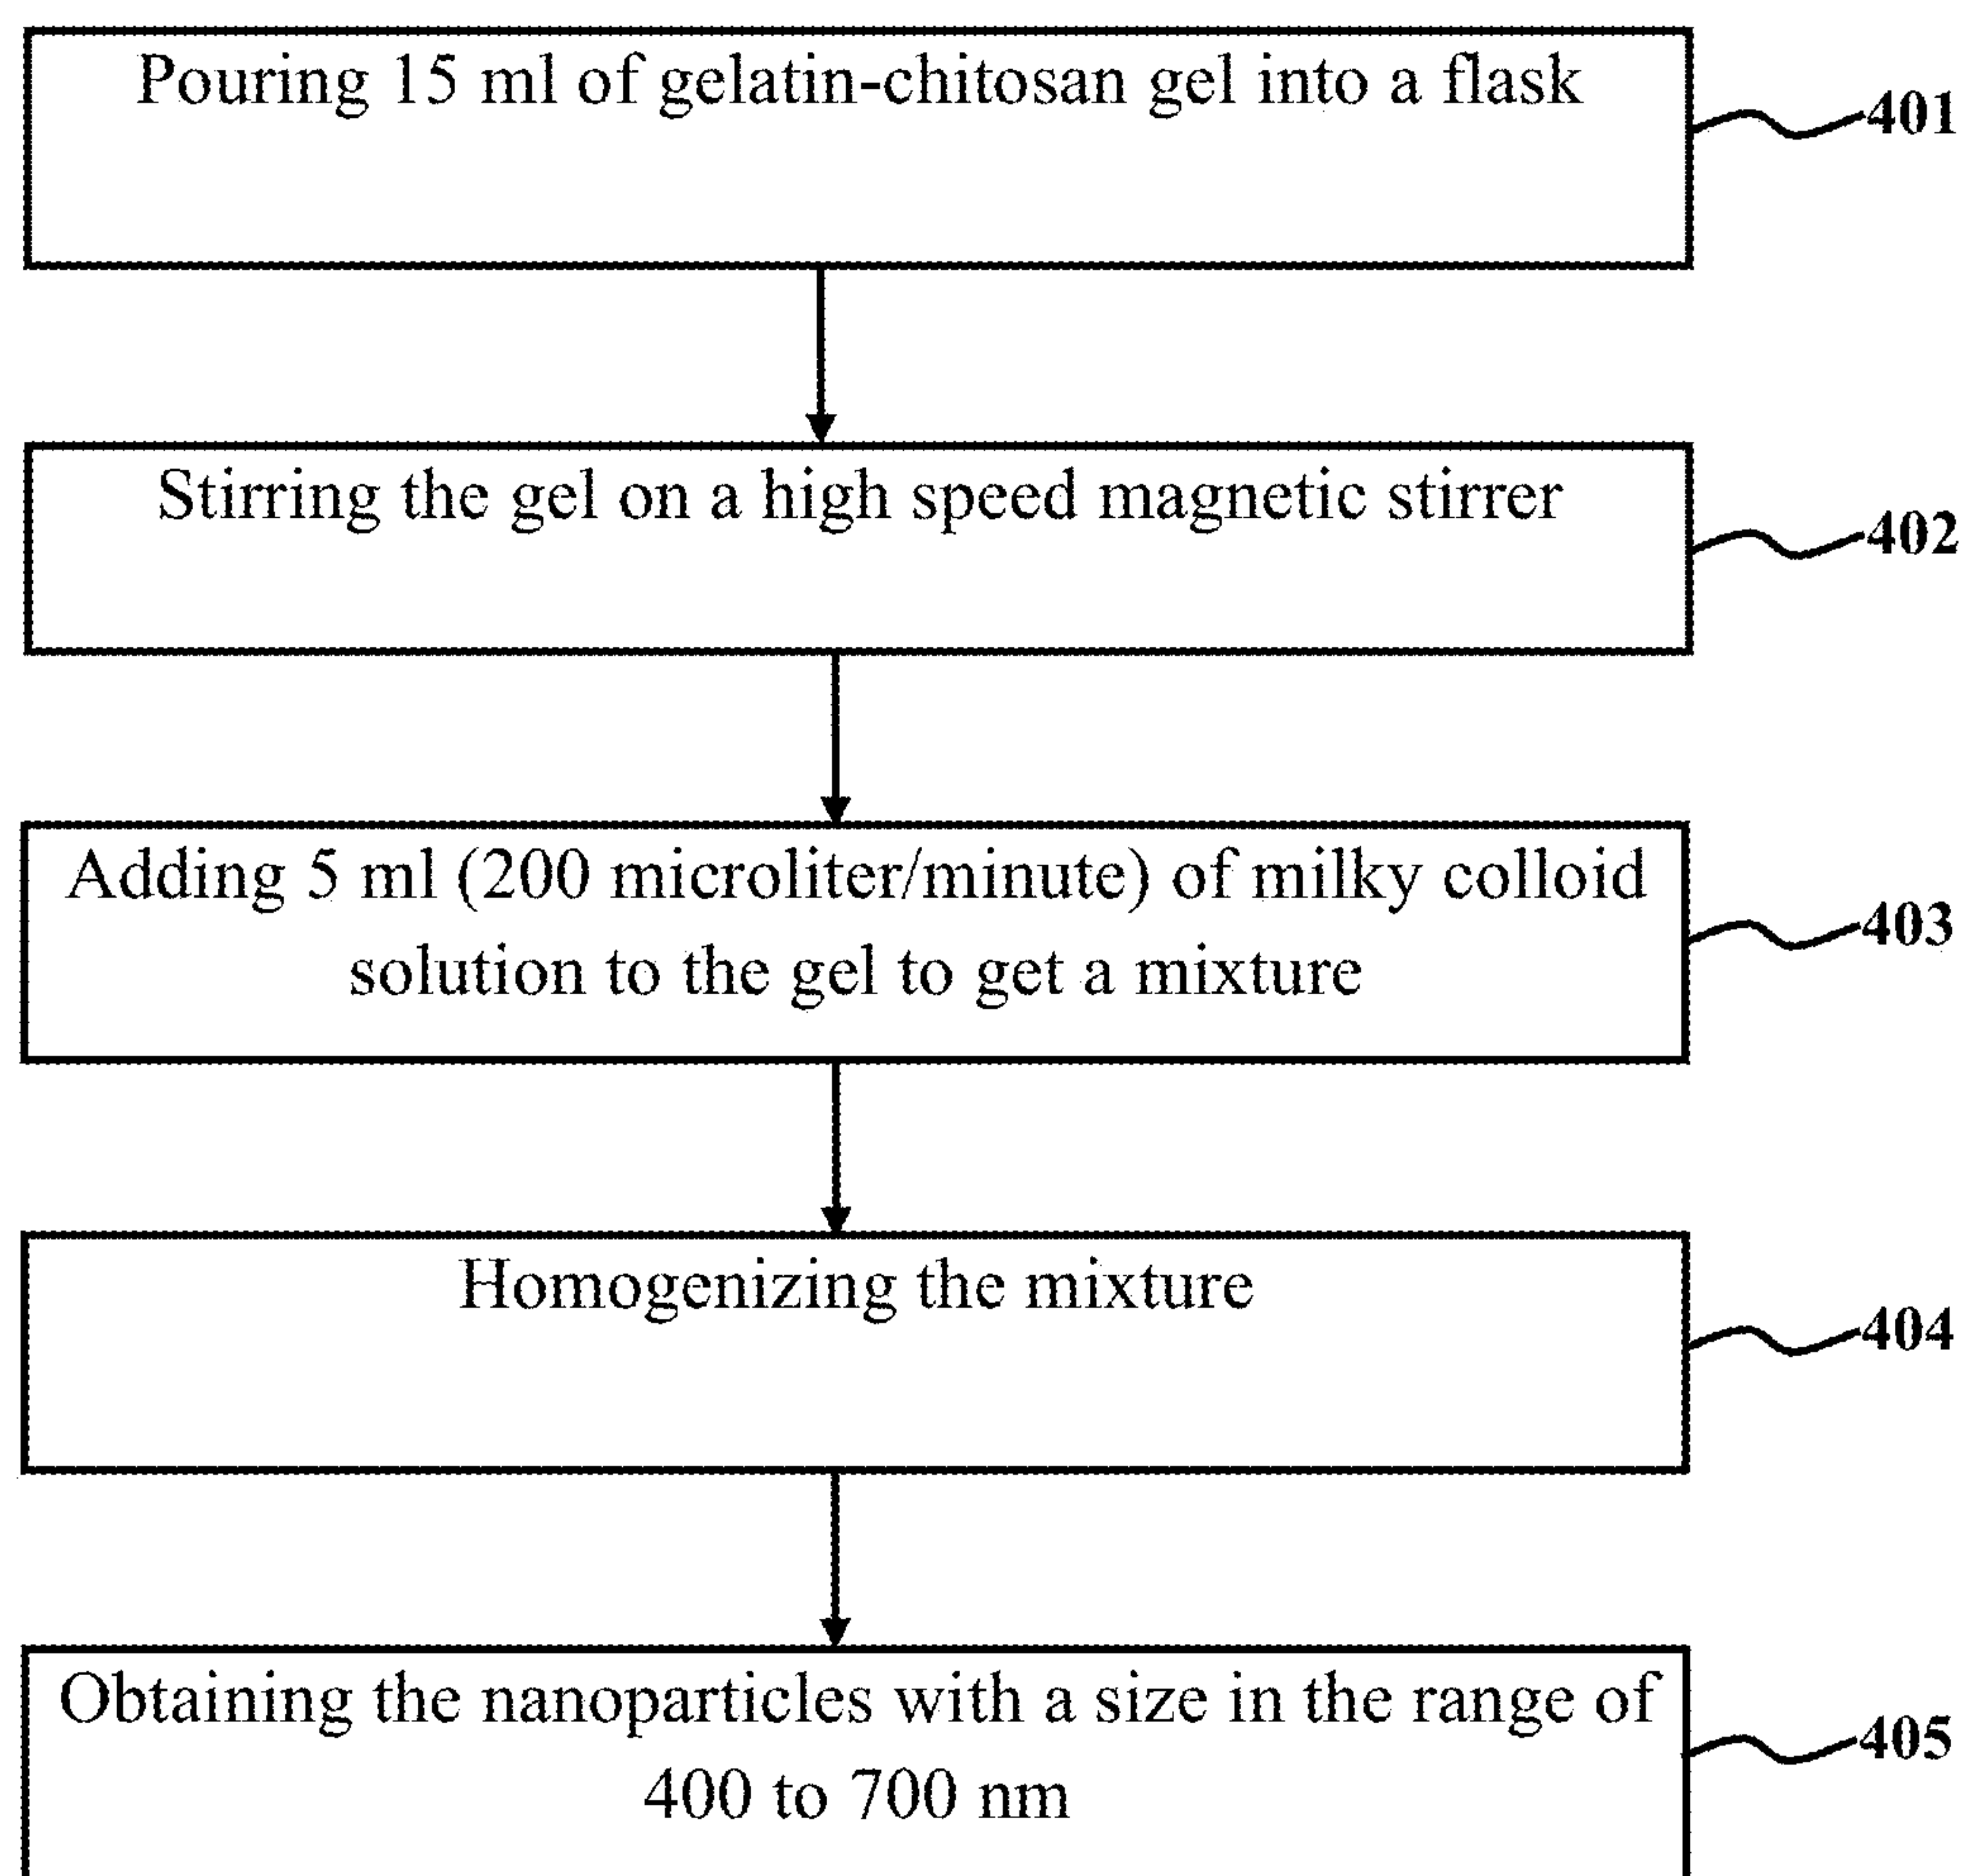 Pouring 15 ml of gelatin-chitosan gel into a flask
401
Stirring the gel on a high speed magnetic stirrer
402
Adding 5 ml (200 microliter/minute) of milky colloid
solution to the gel to get a mixture
403
Homogenizing the mixture
404
Obtaining the nanoparticles with a size in the range of
400 to 700 nm
405